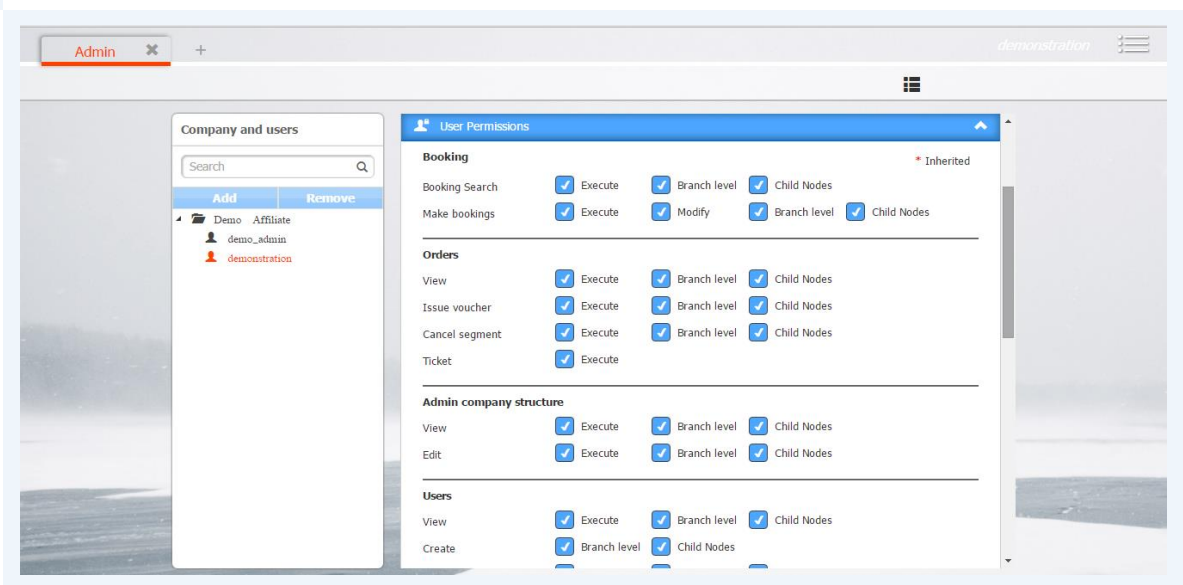 Admin ✖ +
demonstration
Company and users
Search
Add Remove
Demo Affiliate
demo_admin
demonstration
User Permissions
Booking
* Inherited
Booking Search Execute Branch level Child Nodes
Make bookings Execute Modify Branch level Child Nodes
Orders
View Execute Branch level Child Nodes
Issue voucher Execute Branch level Child Nodes
Cancel segment Execute Branch level Child Nodes
Ticket Execute
Admin company structure
View Execute Branch level Child Nodes
Edit Execute Branch level Child Nodes
Users
View Execute Branch level Child Nodes
Create Branch level Child Nodes